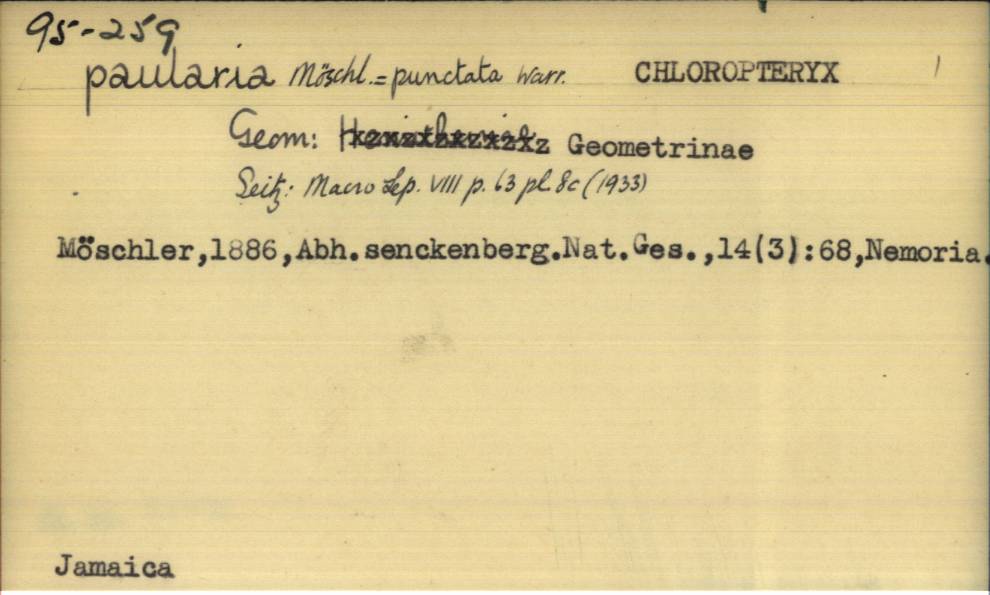 95-259
paularia Möschl. = punctata Warr. CHLOROPTERYX 1
Geom: Geometrinae
Seitz: Macro Lep. VIII p. 63 pl. 8c (1933)
Möschler,1886,Abh.senckenberg.Nat.Ges.,14(3):68,Nemoria.
Jamaica